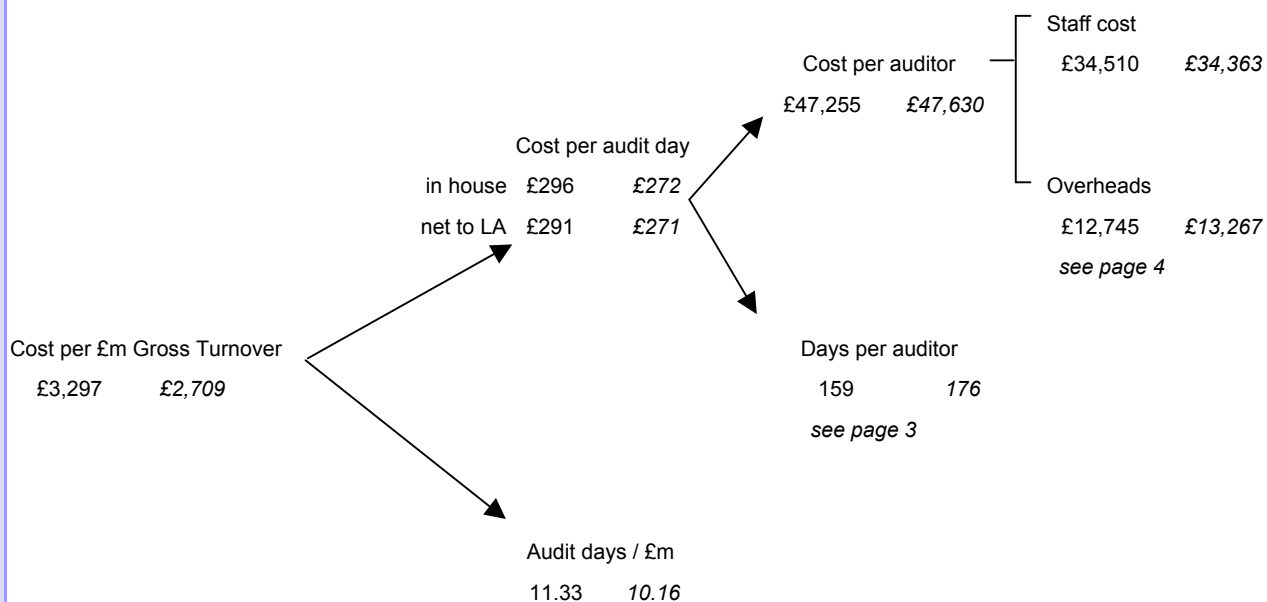 Staff cost
£34,510 £34,363
Cost per auditor
£47,255 £47,630
Cost per audit day
in house £296 £272
net to LA £291 £271
Overheads
£12,745 £13,267
see page 4
Cost per £m Gross Turnover
£3,297 £2,709
Days per auditor
159 176
see page 3
Audit days / £m
11.33 10.16